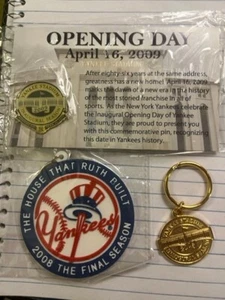 OPENING DAY
April 16, 2009
YANKEE STADIUM
After eighty-six years at the same address,
greatness has a new home! April 16, 2009
marks the dawn of a new era in the history
of the most storied franchise in all of
sports. As the New York Yankees celebrate
the Inaugural Opening Day of Yankee
Stadium, they are proud to present you
with this commemorative pin, recognizing
this date in Yankees history.
THE HOUSE THAT RUTH BUILT
Yankees
2008 THE FINAL SEASON